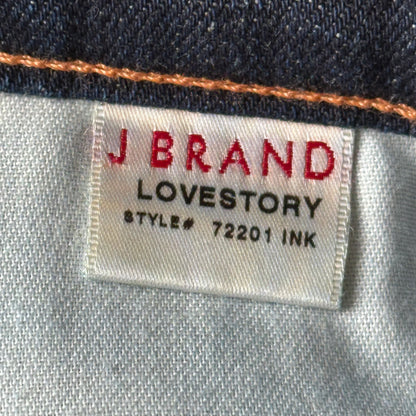 J BRAND
LOVESTORY
STYLE# 72201 INK